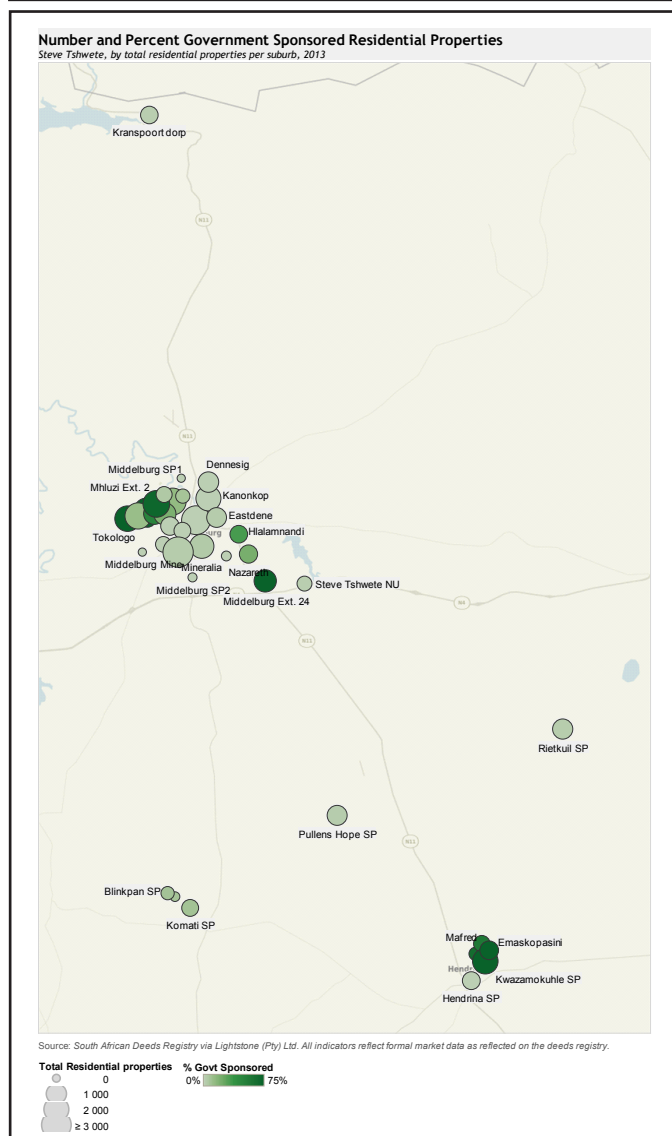 Number and Percent Government Sponsored Residential Properties
Steve Tshwete, by total residential properties per suburb, 2013
Kranspoort dorp
N11
N11
Dennesig
Middelburg SP1
Mhluzi Ext. 2
Kanonkop
Eastdene
Hlalamnandi
Tokologo
Middelburg Mine
Mineralia
Nazareth
Middelburg SP2
Steve Tshwete NU
Middelburg Ext. 24
N4
N11
Rietkuil SP
Pullens Hope SP
N11
Blinkpan SP
Komati SP
Mafred
Emaskopasini
Kwazamokuhle SP
Hendrina SP
Source: South African Deeds Registry via Lightstone (Pty) Ltd. All indicators reflect formal market data as reflected on the deeds registry.
Total Residential properties % Govt Sponsored
0 0% 75%
1 000
2 000
≥ 3 000